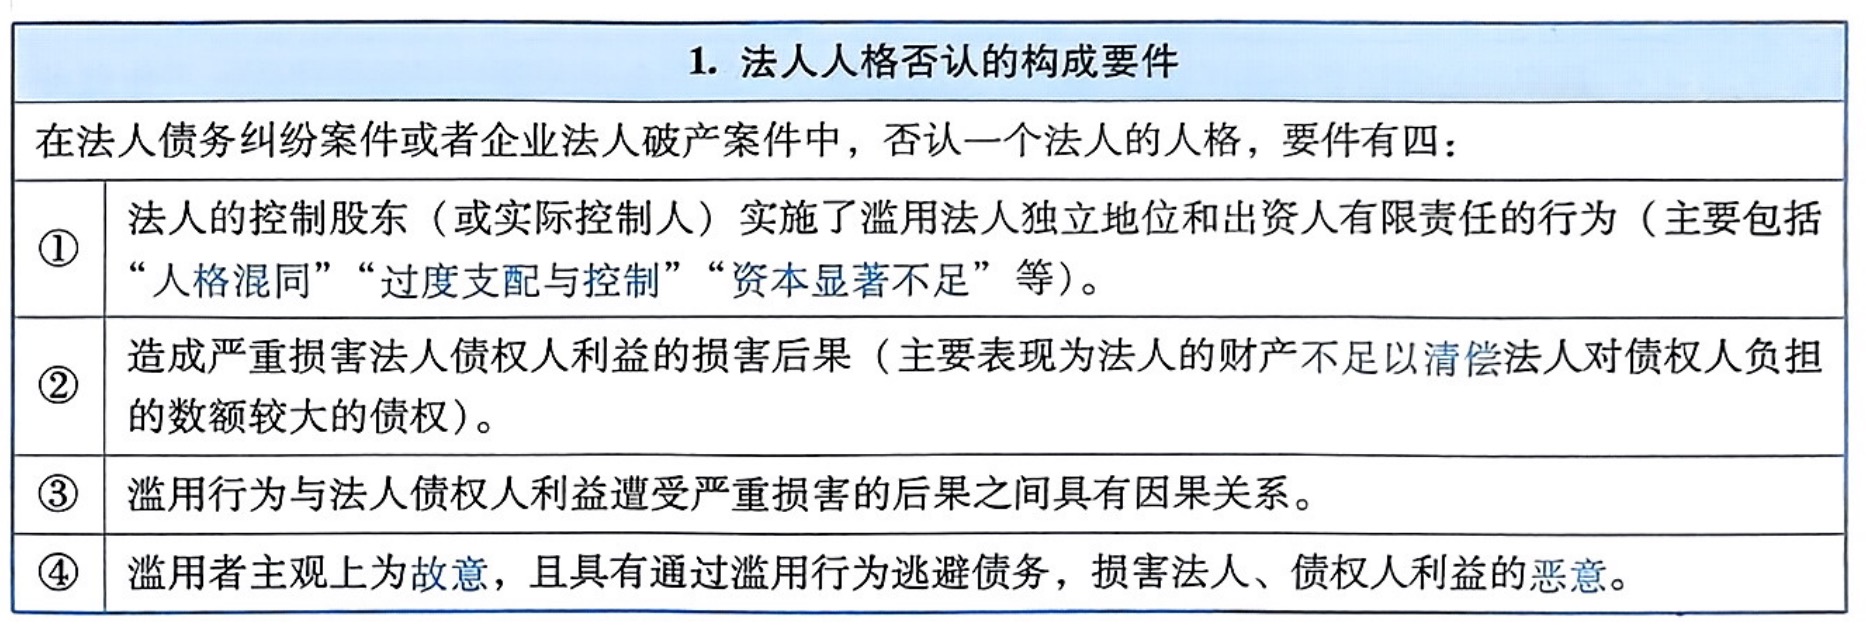 1. 法人人格否认的构成要件
在法人债务纠纷案件或者企业法人破产案件中，否认一个法人的人格，要件有四：
① 法人的控制股东（或实际控制人）实施了滥用法人独立地位和出资人有限责任的行为（主要包括
“人格混同”“过度支配与控制”“资本显著不足”等）。
② 造成严重损害法人债权人利益的损害后果（主要表现为法人的财产不足以清偿法人对债权人负担
的数额较大的债权）。
③ 滥用行为与法人债权人利益遭受严重损害的后果之间具有因果关系。
④ 滥用者主观上为故意，且具有通过滥用行为逃避债务，损害法人、债权人利益的恶意。